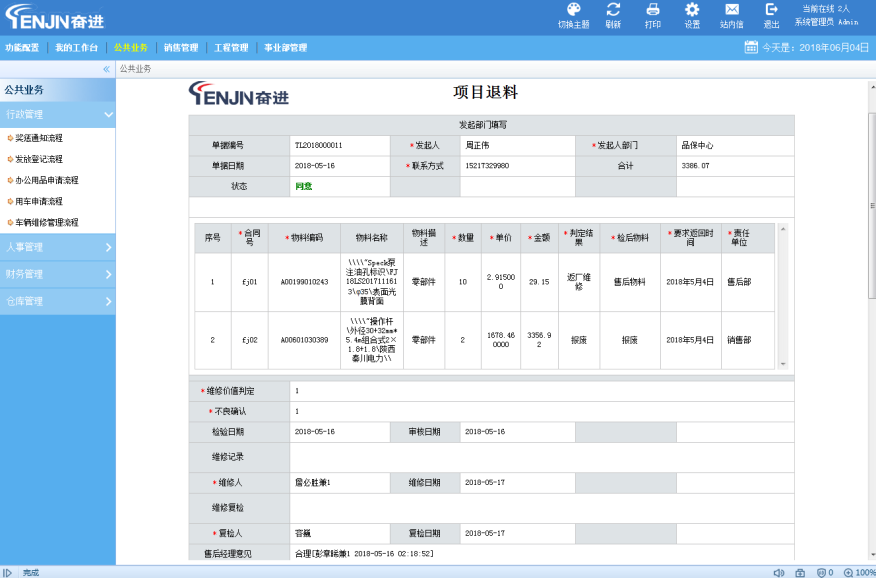 TENJIN奋进
切换主题 刷新 打印 设置 站内信 退出
当前在线 2人
系统管理员 Admin
功能配置 我的工作台 公共业务 销售管理 工程管理 事业部管理
今天是：2018年06月04日
« 公共业务
公共业务
行政管理
奖惩通知流程
发放登记流程
办公用品申请流程
用车申请流程
车辆维修管理流程
人事管理
财务管理
仓库管理
TENJIN奋进
项目退料
发起部门填写
单据编号 TL2018000011 *发起人 周正伟 *发起人部门 品保中心
单据日期 2018-05-16 *联系方式 15217329980 合计 3386.07
状态 同意
序号 *合同号 *物料编码 物料名称 物料描述 *数量 *单价 *金额 *判定结果 *检后物料 *要求返回时间 *责任单位
1 fj01 A00199010243
\\\\"Speck泵
注油孔标识\FJ
18LS201711161
3\φ35\表面光
膜背面
零部件 10 2.915000 29.15 返厂维修 售后物料 2018年5月4日 售后部
2 fj02 A00601030389
\\\\"操作杆
\外径30+32mm*
5.4m组合式2×
1.8+1.8\陕西
秦川电力\\
零部件 2 1678.460000 3356.92 报废 报废 2018年5月4日 销售部
*维修价值判定 1
*不良确认 1
检验日期 2018-05-16 审核日期 2018-05-16
维修记录
*维修人 詹必胜兼1 维修日期 2018-05-17
维修复检
*复检人 容巍 复检日期 2018-05-17
售后经理意见 合理[彭章晞兼1 2018-05-16 02:18:52]
完成
0 100%